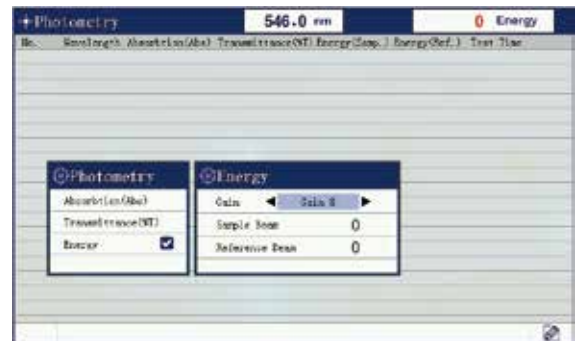 Photometry 546.0 nm 0 Energy
No. Wavelength Absorbtion(Abs) Transmittance(%T) Energy(Samp.) Energy(Ref.) Test Time
Photometry
Absorbtion(Abs)
Transmittance(%T)
Energy
Energy
Gain Gain
Sample Beam 0
Reference Beam 0